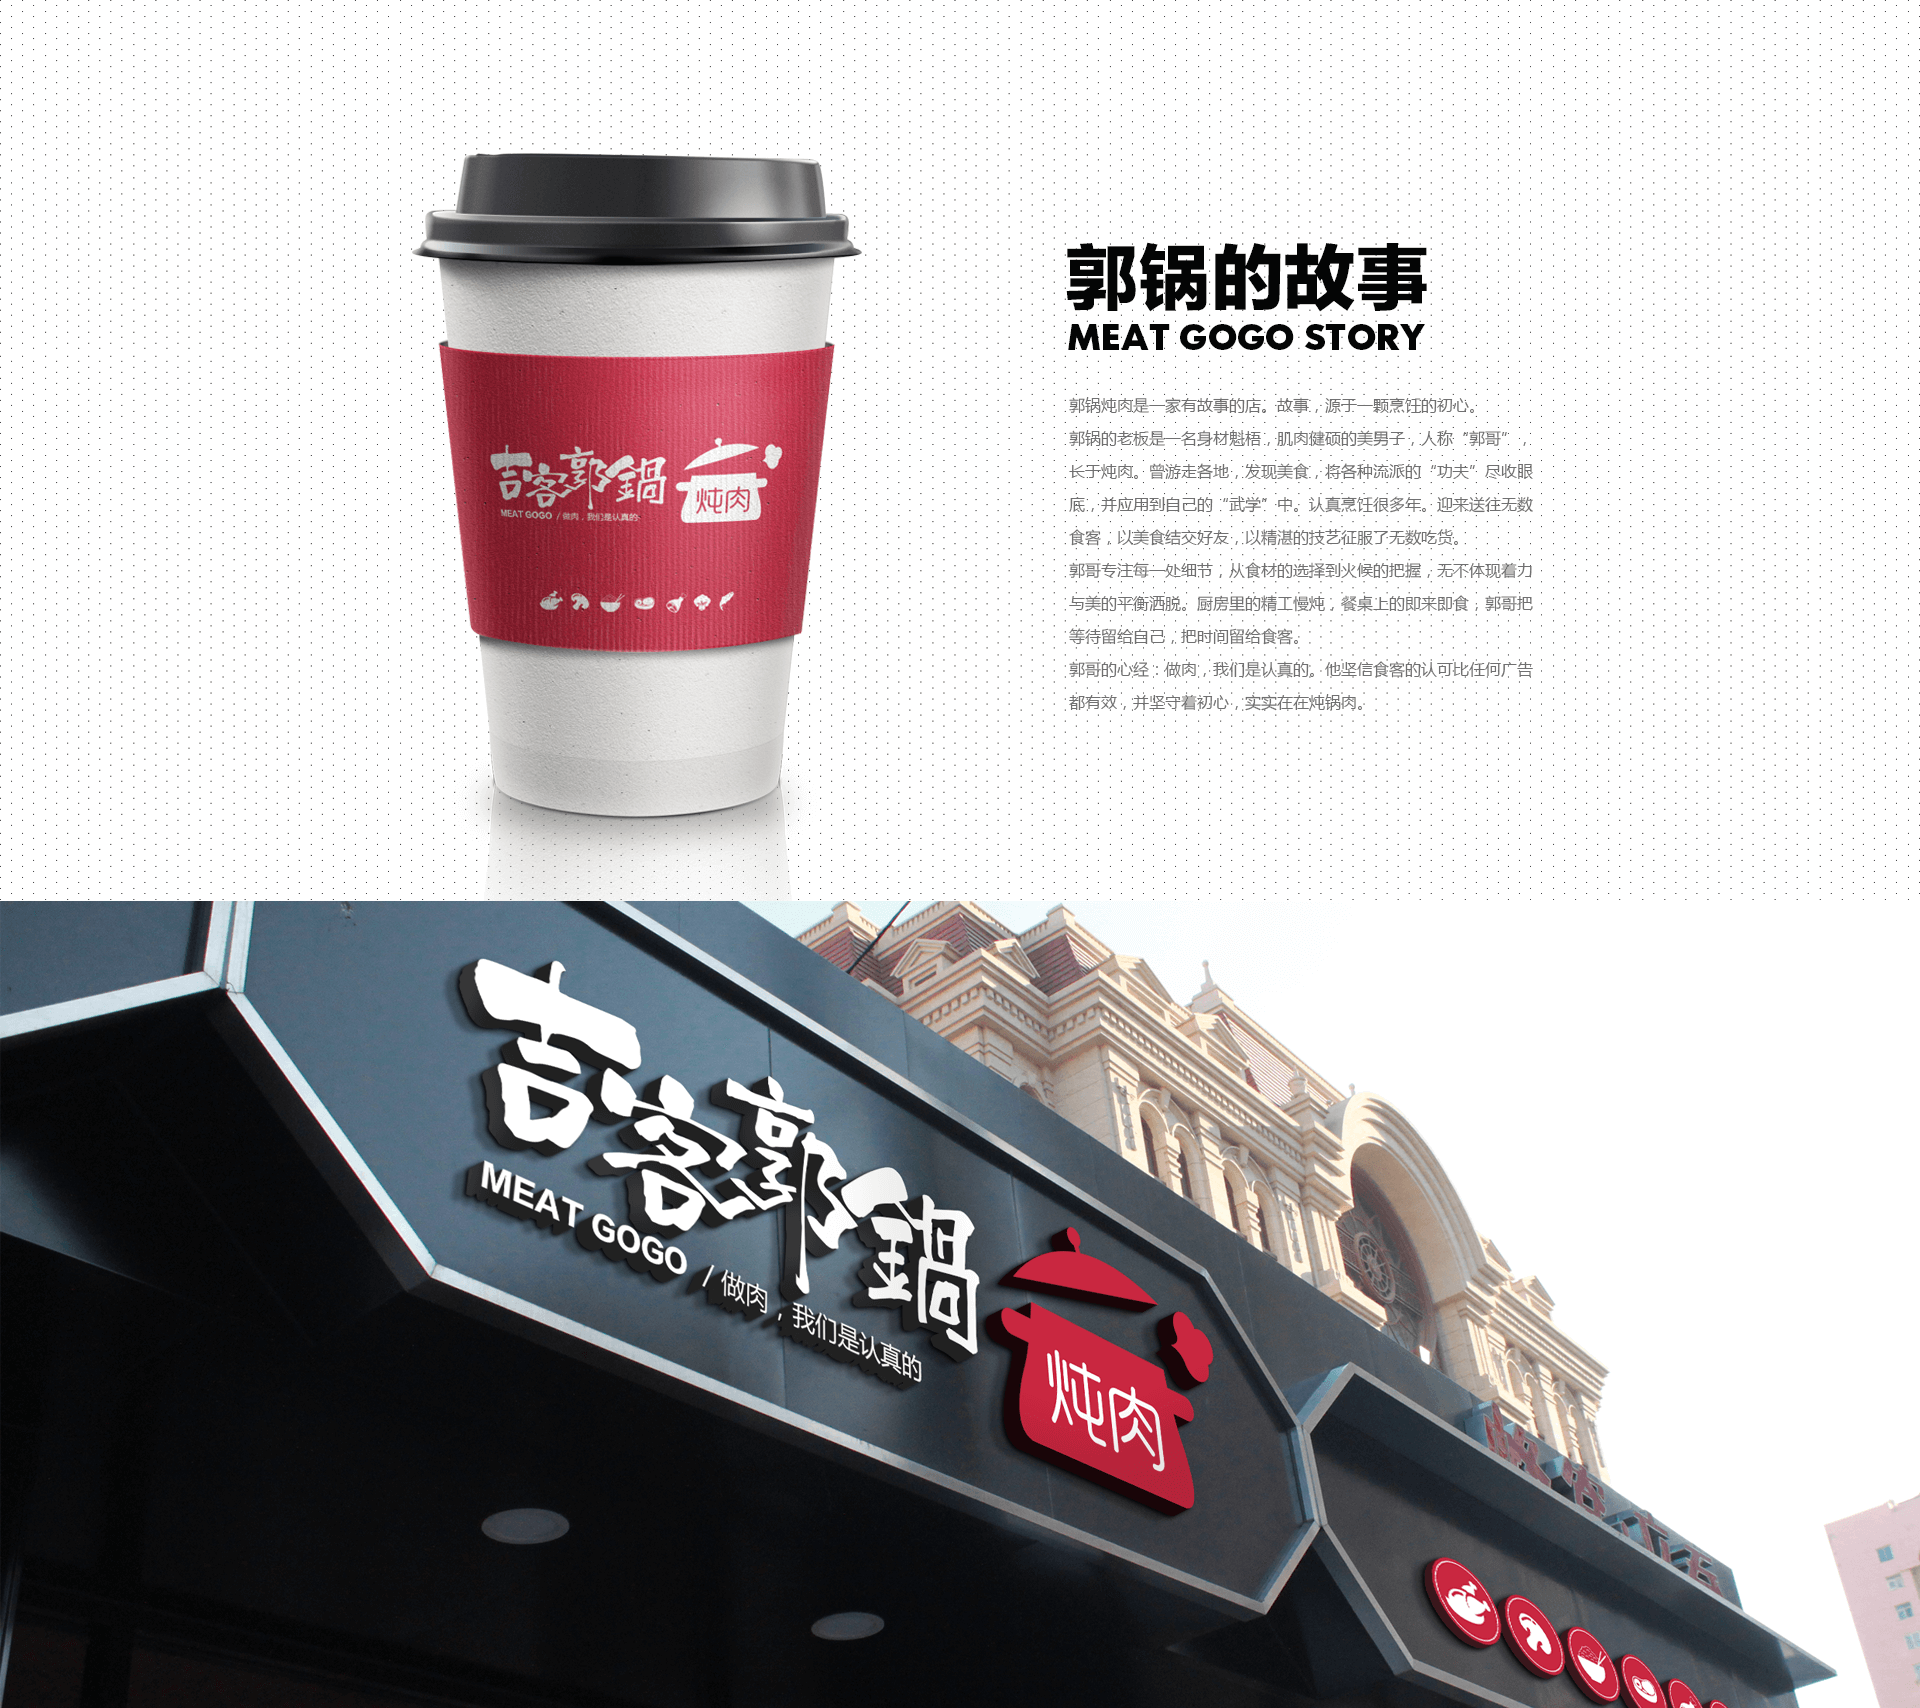 郭锅的故事
MEAT GOGO STORY
郭锅炖肉是一家有故事的店。故事，源于一颗烹饪的初心。
郭锅的老板是一名身材魁梧，肌肉健硕的美男子，人称“郭哥”，
长于炖肉。曾游走各地，发现美食，将各种流派的“功夫”尽收眼
底，并应用到自己的“武学”中。认真烹饪很多年。迎来送往无数
食客，以美食结交好友，以精湛的技艺征服了无数吃货。
郭哥专注每一处细节，从食材的选择到火候的把握，无不体现着力
与美的平衡洒脱。厨房里的精工慢炖，餐桌上的即来即食，郭哥把
等待留给自己，把时间留给食客。
郭哥的心经：做肉，我们是认真的。他坚信食客的认可比任何广告
都有效，并坚守着初心，实实在在炖锅肉。
吉客郭鍋
炖肉
MEAT GOGO / 做肉，我们是认真的
吉客郭鍋
MEAT GOGO / 做肉，我们是认真的
炖肉